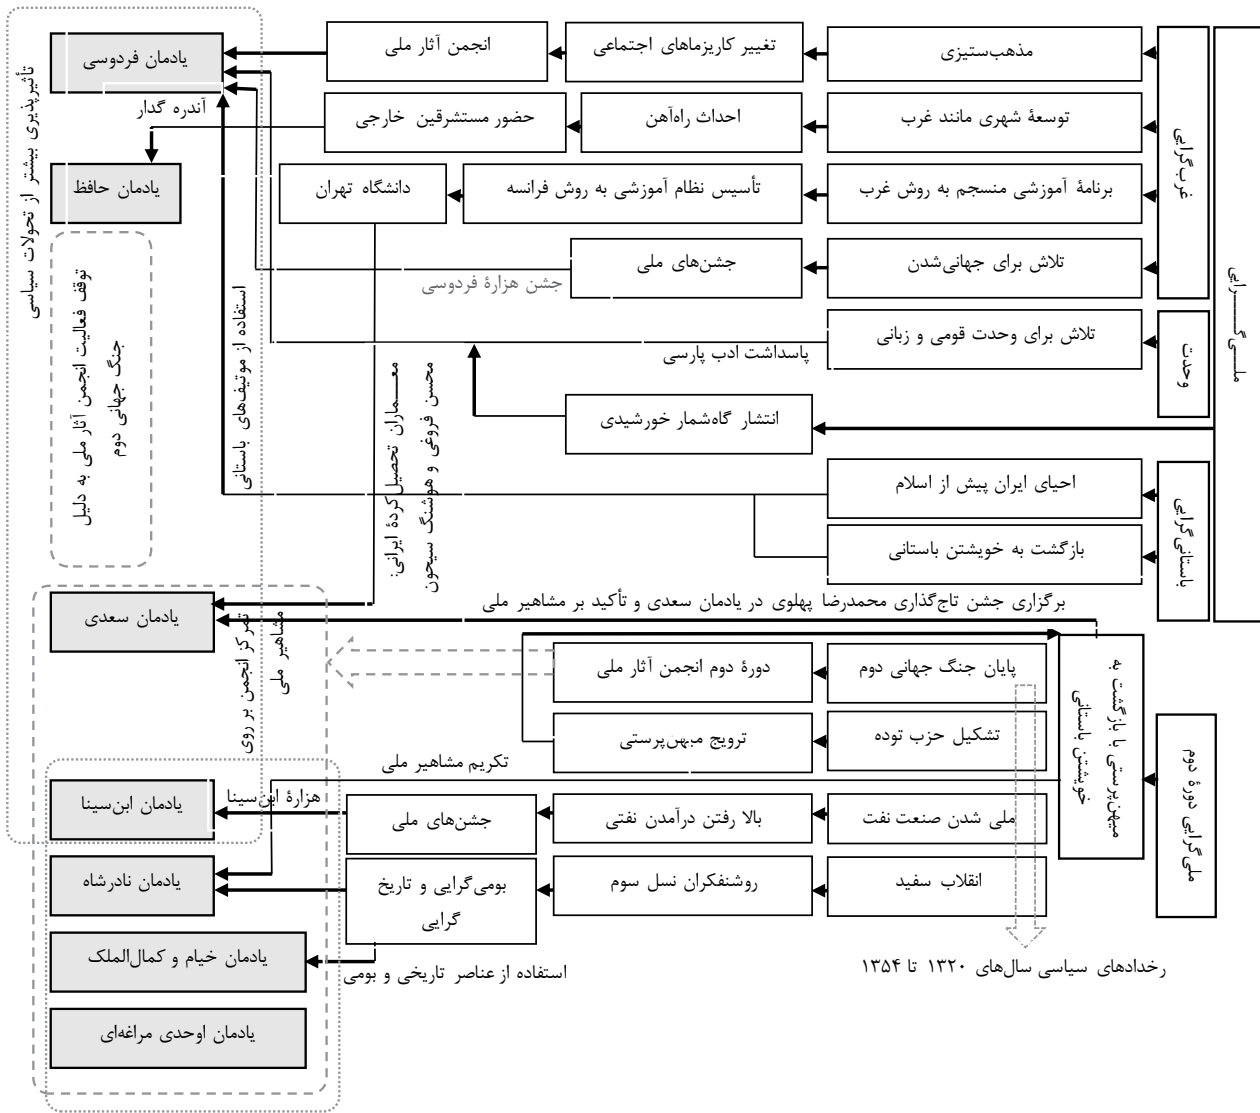 ملـــی‌گـــــــرایی
غرب‌گرایی
مذهب‌ستیزی
تغییر کاریزماهای اجتماعی
انجمن آثار ملی
یادمان فردوسی
توسعهٔ شهری مانند غرب
احداث راه‌آهن
حضور مستشرقین خارجی
آندره گدار
یادمان حافظ
برنامهٔ آموزشی منسجم به روش غرب
تأسیس نظام آموزشی به روش فرانسه
دانشگاه تهران
تلاش برای جهانی‌شدن
جشن‌های ملی
جشن هزارهٔ فردوسی
وحدت
تلاش برای وحدت قومی و زبانی
پاسداشت ادب پارسی
انتشار گاه‌شمار خورشیدی
باستانی‌گرایی
احیای ایران پیش از اسلام
بازگشت به خویشتن باستانی
استفاده از موتیف‌های باستانی
معـــماران تحصیل‌کردهٔ ایرانی:
محسن فروغی و هوشنگ سیحون
تأثیرپذیری بیشتر از تحولات سیاسی
توقف فعالیت انجمن آثار ملی به دلیل
جنگ جهانی دوم
برگزاری جشن تاج‌گذاری محمدرضا پهلوی در یادمان سعدی و تأکید بر مشاهیر ملی
یادمان سعدی
تمرکز انجمن بر روی
مشاهیر ملی
ملی‌گرایی دورهٔ دوم
میهن‌پرستی با بازگشت به
خویشتن باستانی
پایان جنگ جهانی دوم
دورهٔ دوم انجمن آثار ملی
تشکیل حزب توده
ترویج میهن‌پرستی
تکریم مشاهیر ملی
ملی شدن صنعت نفت
بالا رفتن درآمدن نفتی
جشن‌های ملی
هزارهٔ ابن‌سینا
یادمان ابن‌سینا
انقلاب سفید
روشنفکران نسل سوم
بومی‌گرایی و تاریخ
گرایی
یادمان نادرشاه
یادمان خیام و کمال‌الملک
استفاده از عناصر تاریخی و بومی
رخدادهای سیاسی سال‌های ۱۳۲۰ تا ۱۳۵۴
یادمان اوحدی مراغه‌ای